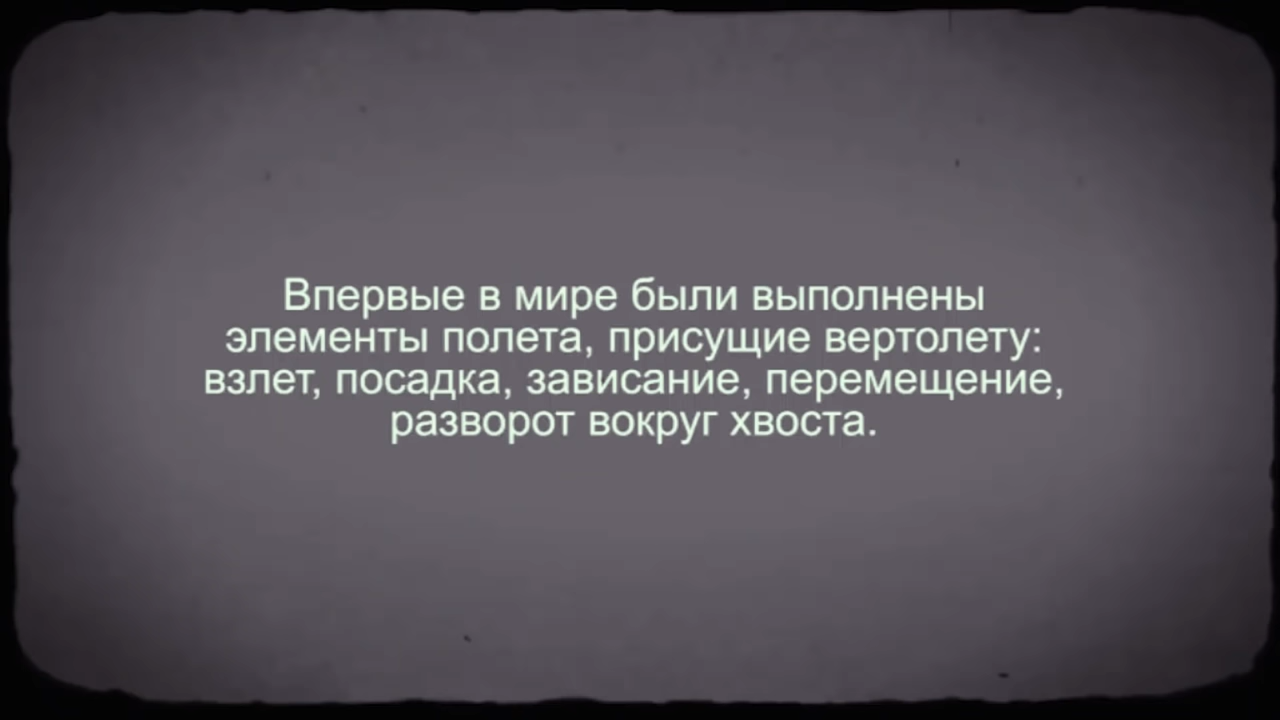 Впервые в мире были выполнены
элементы полета, присущие вертолету:
взлет, посадка, зависание, перемещение,
разворот вокруг хвоста.